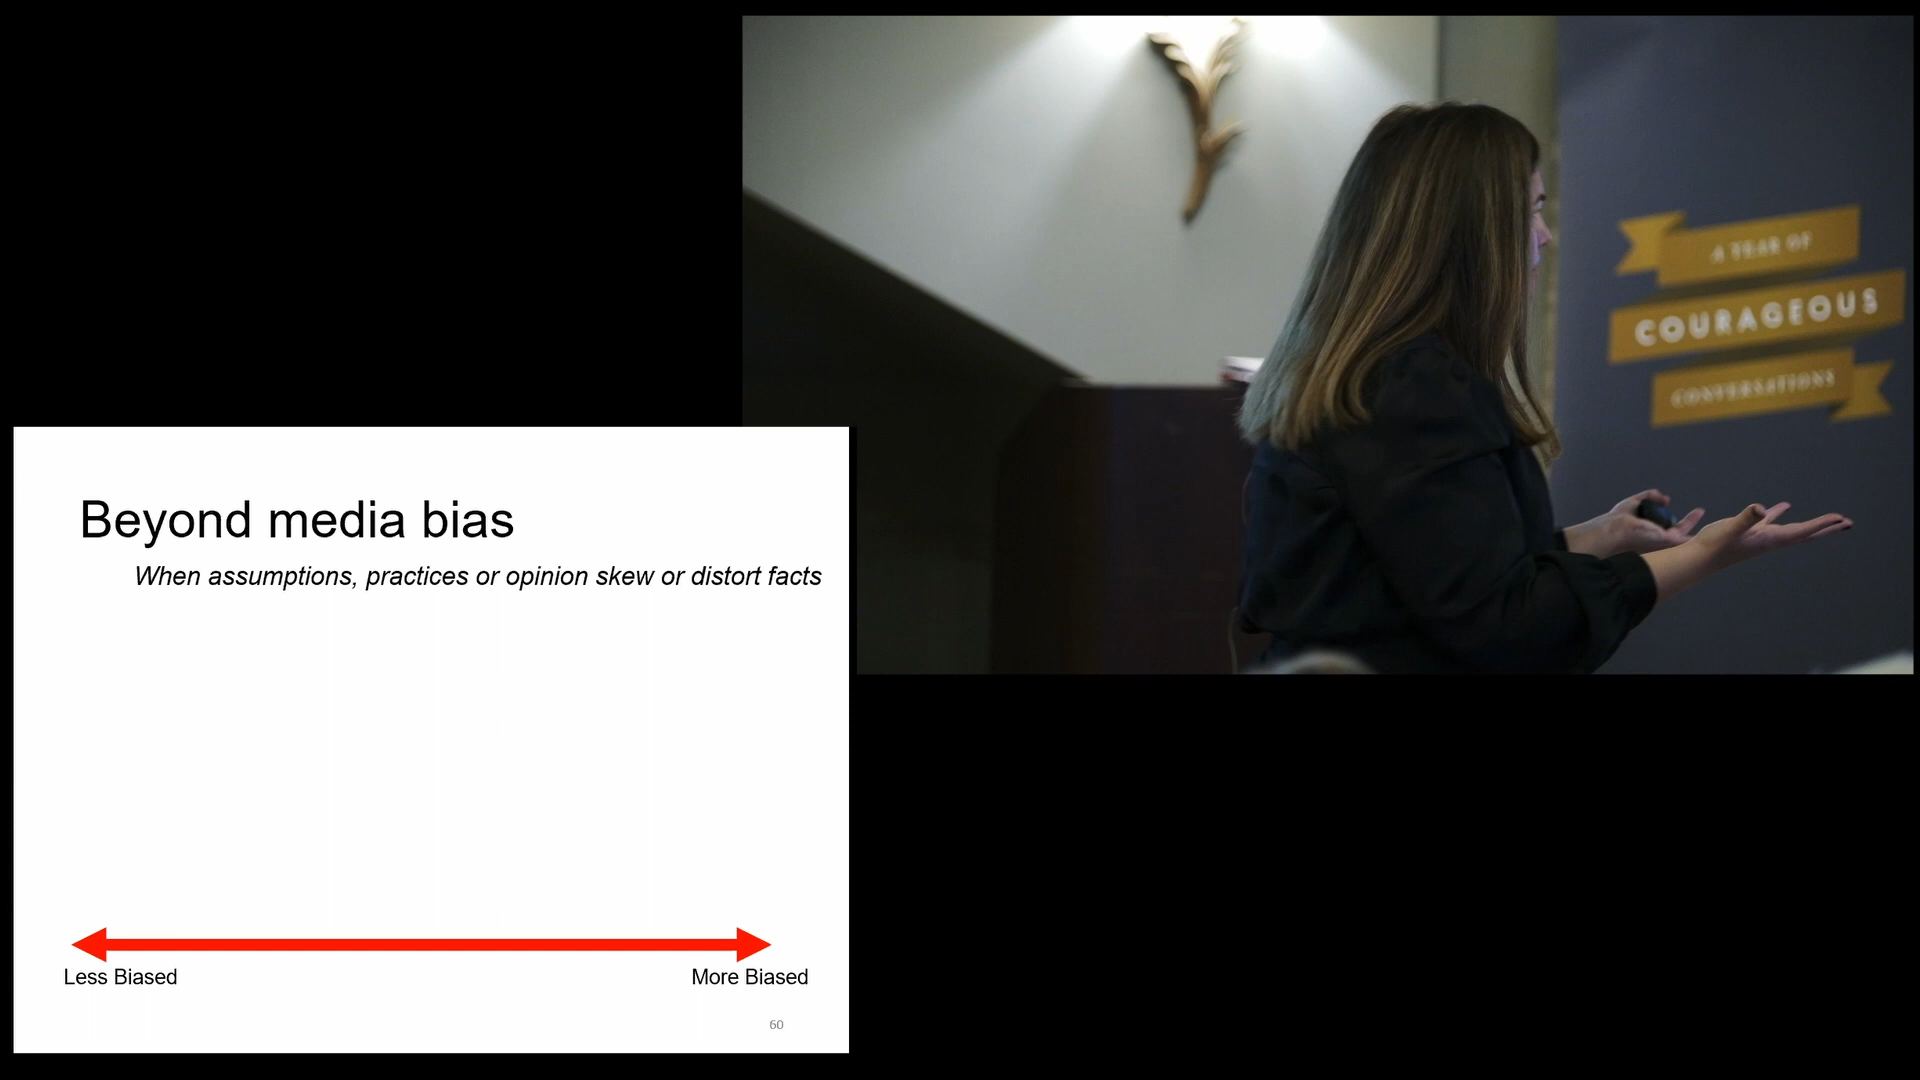 A YEAR OF
COURAGEOUS
CONVERSATIONS
Beyond media bias
When assumptions, practices or opinion skew or distort facts
Less Biased
More Biased
60